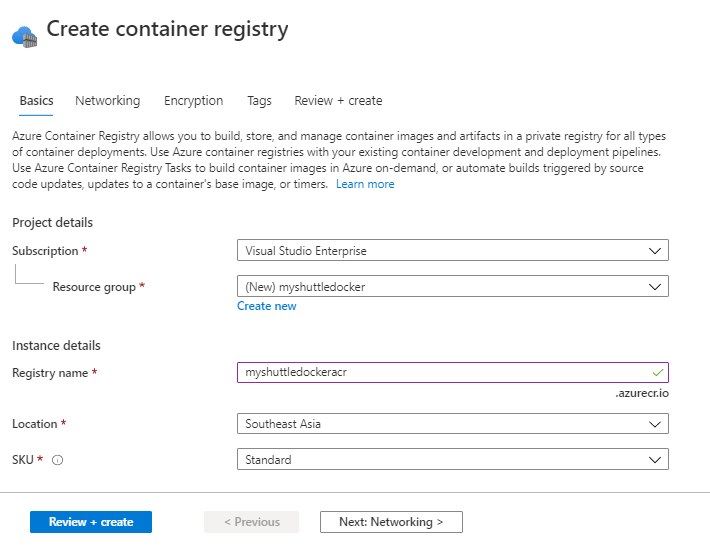 Create container registry
Basics Networking Encryption Tags Review + create
Azure Container Registry allows you to build, store, and manage container images and artifacts in a private registry for all types
of container deployments. Use Azure container registries with your existing container development and deployment pipelines.
Use Azure Container Registry Tasks to build container images in Azure on-demand, or automate builds triggered by source
code updates, updates to a container's base image, or timers. Learn more
Project details
Subscription * Visual Studio Enterprise
Resource group * (New) myshuttledocker
Create new
Instance details
Registry name * myshuttledockeracr
.azurecr.io
Location * Southeast Asia
SKU * Standard
Review + create < Previous Next: Networking >